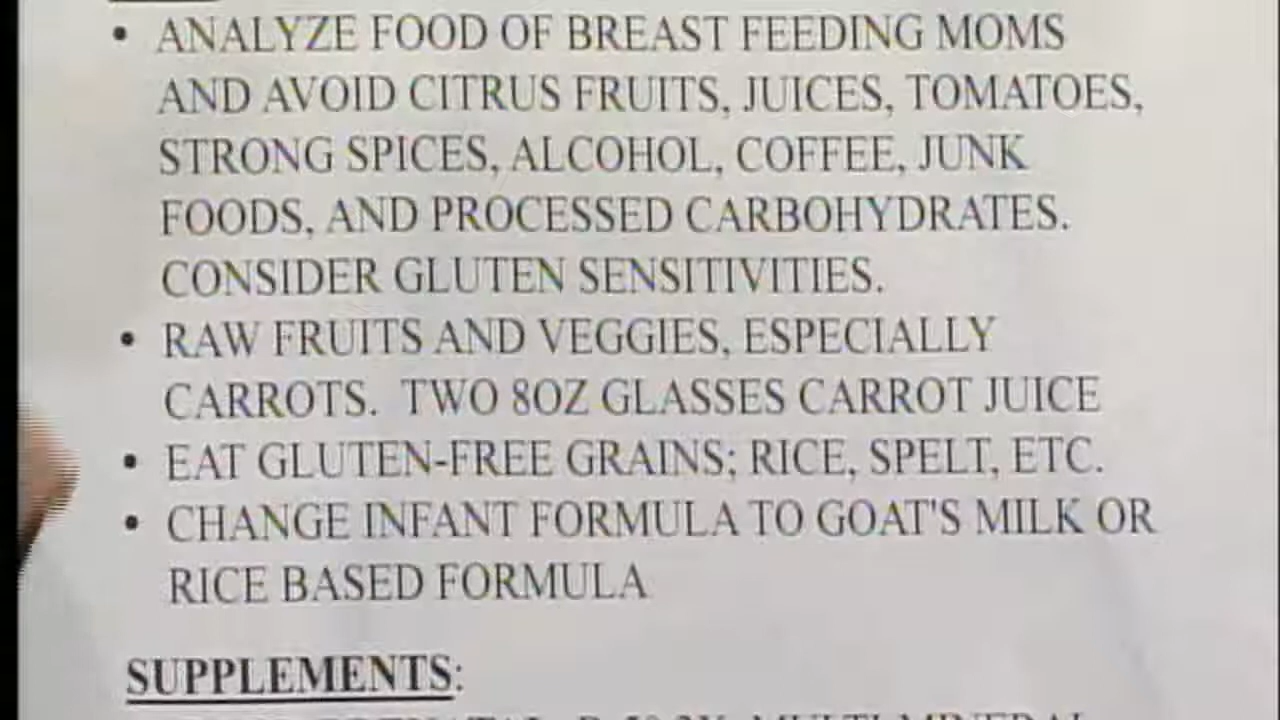 • ANALYZE FOOD OF BREAST FEEDING MOMS
AND AVOID CITRUS FRUITS, JUICES, TOMATOES,
STRONG SPICES, ALCOHOL, COFFEE, JUNK
FOODS, AND PROCESSED CARBOHYDRATES.
CONSIDER GLUTEN SENSITIVITIES.
• RAW FRUITS AND VEGGIES, ESPECIALLY
CARROTS. TWO 8OZ GLASSES CARROT JUICE
• EAT GLUTEN-FREE GRAINS; RICE, SPELT, ETC.
• CHANGE INFANT FORMULA TO GOAT'S MILK OR
RICE BASED FORMULA
SUPPLEMENTS: